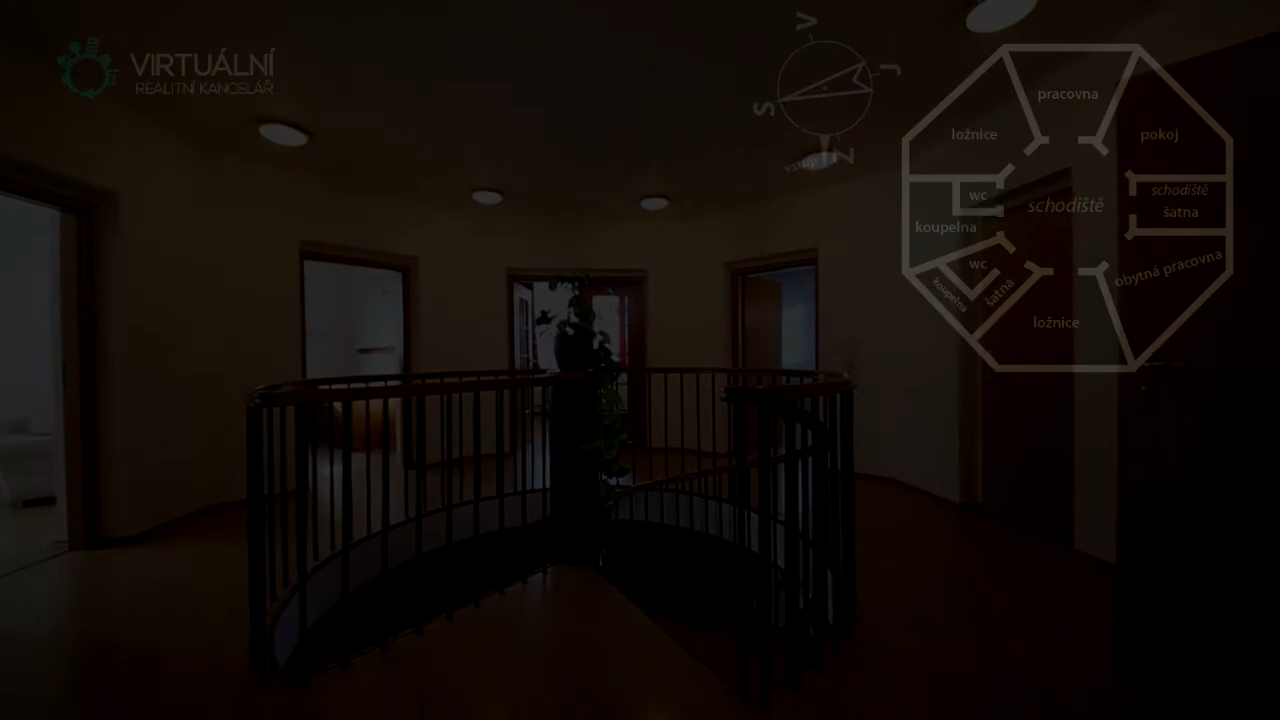 VIRTUÁLNÍ
REALITNÍ KANCELÁŘ
V
J
S
Z
vstup
pracovna
ložnice
pokoj
wc
schodiště
schodiště
šatna
koupelna
wc
obytná pracovna
koupelna
šatna
ložnice